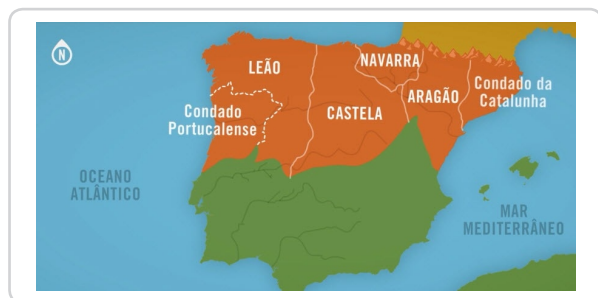 N
LEÃO
NAVARRA
Condado
Portucalense
CASTELA
ARAGÃO
Condado da
Catalunha
OCEANO
ATLÂNTICO
MAR
MEDITERRÂNEO